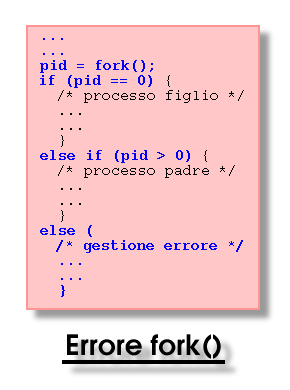 ...
...
pid = fork();
if (pid == 0) {
/* processo figlio */
...
...
}
else if (pid > 0) {
/* processo padre */
...
...
}
else (
/* gestione errore */
...
...
}
Errore fork()